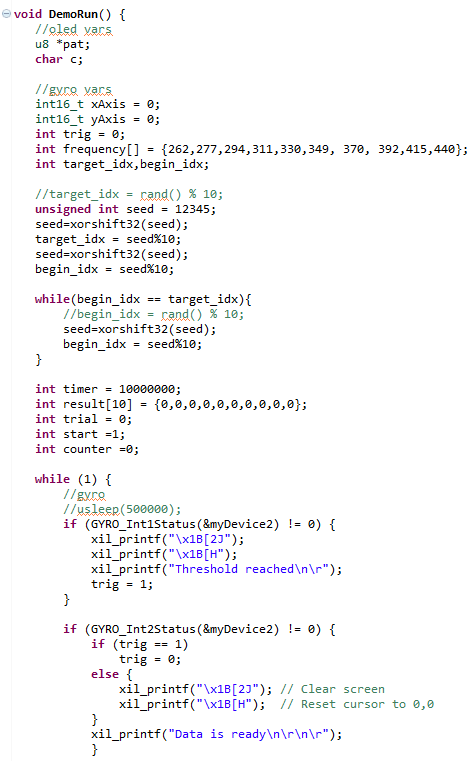 void DemoRun() {
    //oled vars
    u8 *pat;
    char c;

    //gyro vars
    int16_t xAxis = 0;
    int16_t yAxis = 0;
    int trig = 0;
    int frequency[] = {262,277,294,311,330,349, 370, 392,415,440};
    int target_idx,begin_idx;

    //target_idx = rand() % 10;
    unsigned int seed = 12345;
    seed=xorshift32(seed);
    target_idx = seed%10;
    seed=xorshift32(seed);
    begin_idx = seed%10;

    while(begin_idx == target_idx){
        //begin_idx = rand() % 10;
        seed=xorshift32(seed);
        begin_idx = seed%10;
    }

    int timer = 10000000;
    int result[10] = {0,0,0,0,0,0,0,0,0,0};
    int trial = 0;
    int start =1;
    int counter =0;

    while (1) {
        //gyro
        //usleep(500000);
        if (GYRO_Int1Status(&myDevice2) != 0) {
            xil_printf("\x1B[2J");
            xil_printf("\x1B[H");
            xil_printf("Threshold reached\n\r");
            trig = 1;
        }

        if (GYRO_Int2Status(&myDevice2) != 0) {
            if (trig == 1)
                trig = 0;
            else {
                xil_printf("\x1B[2J"); // Clear screen
                xil_printf("\x1B[H");  // Reset cursor to 0,0
            }
            xil_printf("Data is ready\n\r\n\r");
            }